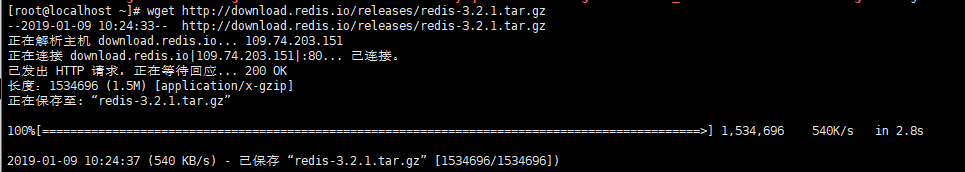 [root@localhost ~]# wget http://download.redis.io/releases/redis-3.2.1.tar.gz
--2019-01-09 10:24:33--  http://download.redis.io/releases/redis-3.2.1.tar.gz
正在解析主机 download.redis.io... 109.74.203.151
正在连接 download.redis.io|109.74.203.151|:80... 已连接。
已发出 HTTP 请求，正在等待回应... 200 OK
长度：1534696 (1.5M) [application/x-gzip]
正在保存至: “redis-3.2.1.tar.gz”
100%[==============================================================================================>] 1,534,696    540K/s   in 2.8s
2019-01-09 10:24:37 (540 KB/s) - 已保存 “redis-3.2.1.tar.gz” [1534696/1534696])